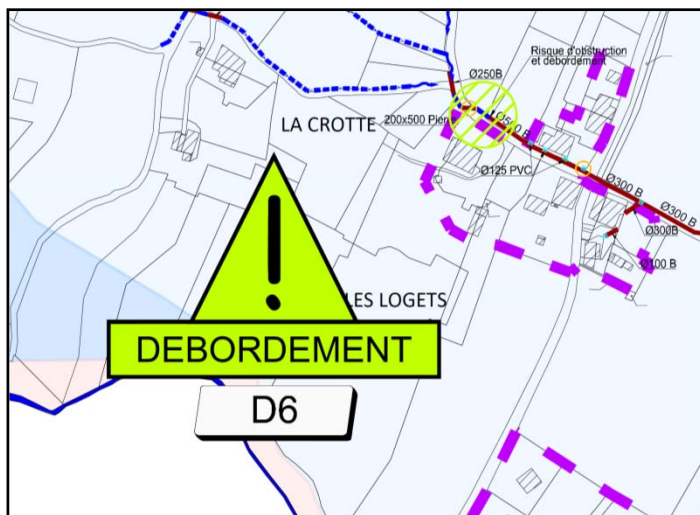 Risque d'obstruction
et débordement
Ø250B
200x500 Pier
LA CROTTE
Ø500 B
Ø125 PVC
Ø300 B
Ø300 B
Ø300B
Ø100 B
LES LOGETS
DEBORDEMENT
D6